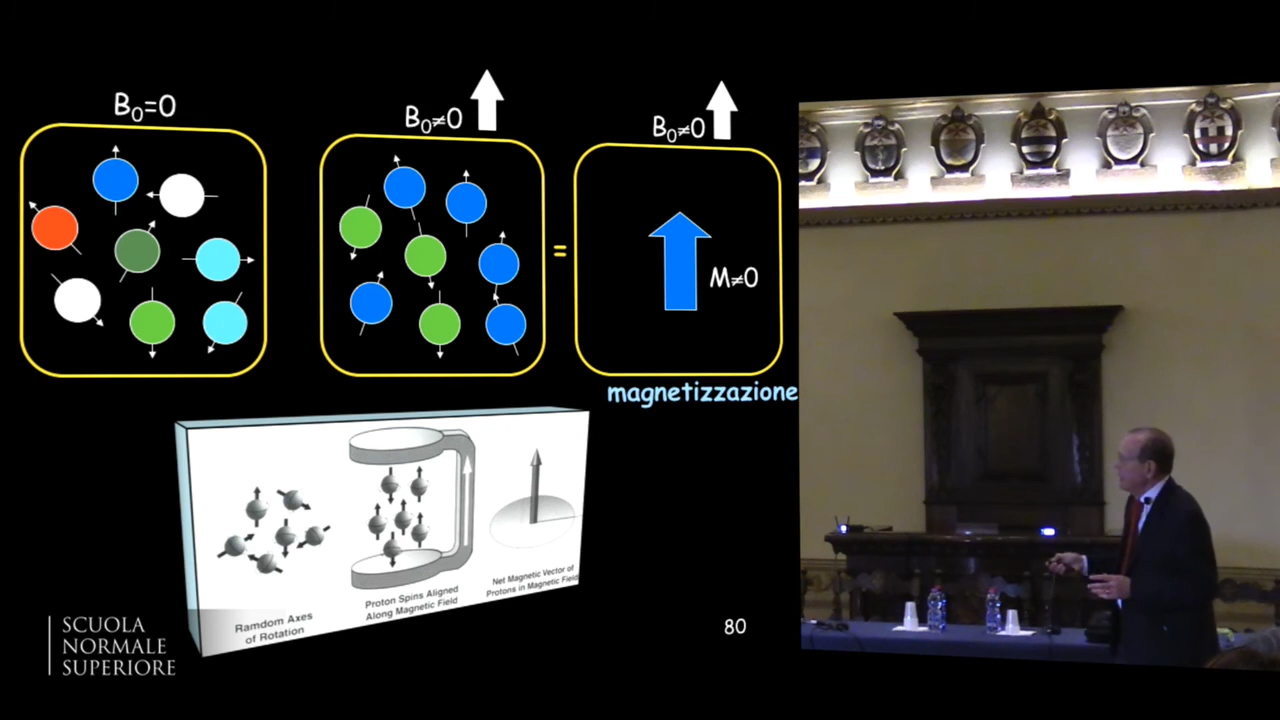 B₀=0
B₀≠0
B₀≠0
=
M≠0
magnetizzazione
Ramdom Axes
of Rotation
Proton Spins Aligned
Along Magnetic Field
Net Magnetic Vector of
Protons in Magnetic Field
SCUOLA
NORMALE
SUPERIORE
80